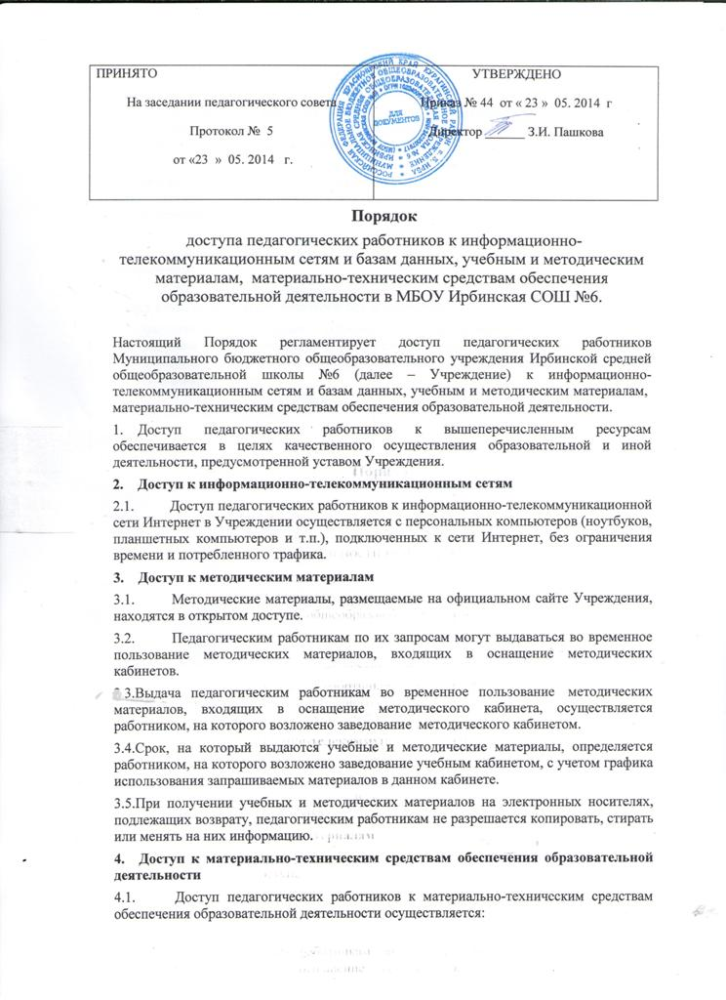 ПРИНЯТО
На заседании педагогического совета
Протокол № 5
от «23 » 05. 2014 г.
УТВЕРЖДЕНО
Приказ № 44 от « 23 » 05. 2014 г
Директор ______ З.И. Пашкова
ДЛЯ
ДОКУМЕНТОВ
Порядок
доступа педагогических работников к информационно-
телекоммуникационным сетям и базам данных, учебным и методическим
материалам, материально-техническим средствам обеспечения
образовательной деятельности в МБОУ Ирбинская СОШ №6.
Настоящий Порядок регламентирует доступ педагогических работников
Муниципального бюджетного общеобразовательного учреждения Ирбинской средней
общеобразовательной школы №6 (далее – Учреждение) к информационно-
телекоммуникационным сетям и базам данных, учебным и методическим материалам,
материально-техническим средствам обеспечения образовательной деятельности.
1. Доступ педагогических работников к вышеперечисленным ресурсам
обеспечивается в целях качественного осуществления образовательной и иной
деятельности, предусмотренной уставом Учреждения.
2. Доступ к информационно-телекоммуникационным сетям
2.1. Доступ педагогических работников к информационно-телекоммуникационной
сети Интернет в Учреждении осуществляется с персональных компьютеров (ноутбуков,
планшетных компьютеров и т.п.), подключенных к сети Интернет, без ограничения
времени и потребленного трафика.
3. Доступ к методическим материалам
3.1. Методические материалы, размещаемые на официальном сайте Учреждения,
находятся в открытом доступе.
3.2. Педагогическим работникам по их запросам могут выдаваться во временное
пользование методических материалов, входящих в оснащение методических
кабинетов.
3.Выдача педагогическим работникам во временное пользование методических
материалов, входящих в оснащение методического кабинета, осуществляется
работником, на которого возложено заведование методического кабинетом.
3.4.Срок, на который выдаются учебные и методические материалы, определяется
работником, на которого возложено заведование учебным кабинетом, с учетом графика
использования запрашиваемых материалов в данном кабинете.
3.5.При получении учебных и методических материалов на электронных носителях,
подлежащих возврату, педагогическим работникам не разрешается копировать, стирать
или менять на них информацию.
4. Доступ к материально-техническим средствам обеспечения образовательной
деятельности
4.1. Доступ педагогических работников к материально-техническим средствам
обеспечения образовательной деятельности осуществляется: